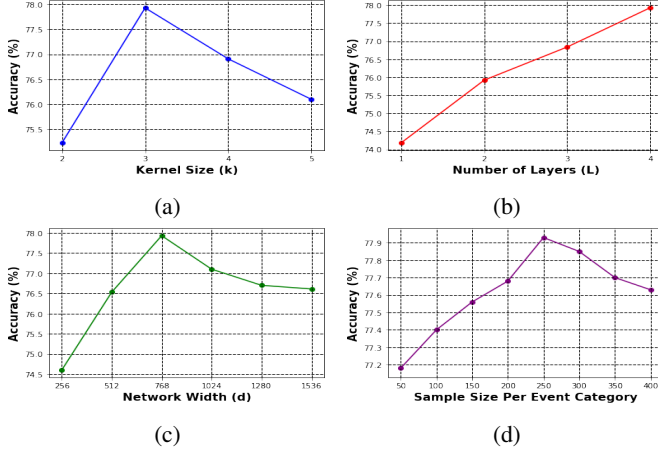 78.0
77.5
77.0
76.5
76.0
75.5
Accuracy (%)
2 3 4 5
Kernel Size (k)
(a)
78.0
77.5
77.0
76.5
76.0
75.5
75.0
74.5
74.0
Accuracy (%)
1 2 3 4
Number of Layers (L)
(b)
78.0
77.5
77.0
76.5
76.0
75.5
75.0
74.5
Accuracy (%)
256 512 768 1024 1280 1536
Network Width (d)
(c)
77.9
77.8
77.7
77.6
77.5
77.4
77.3
77.2
Accuracy (%)
50 100 150 200 250 300 350 400
Sample Size Per Event Category
(d)